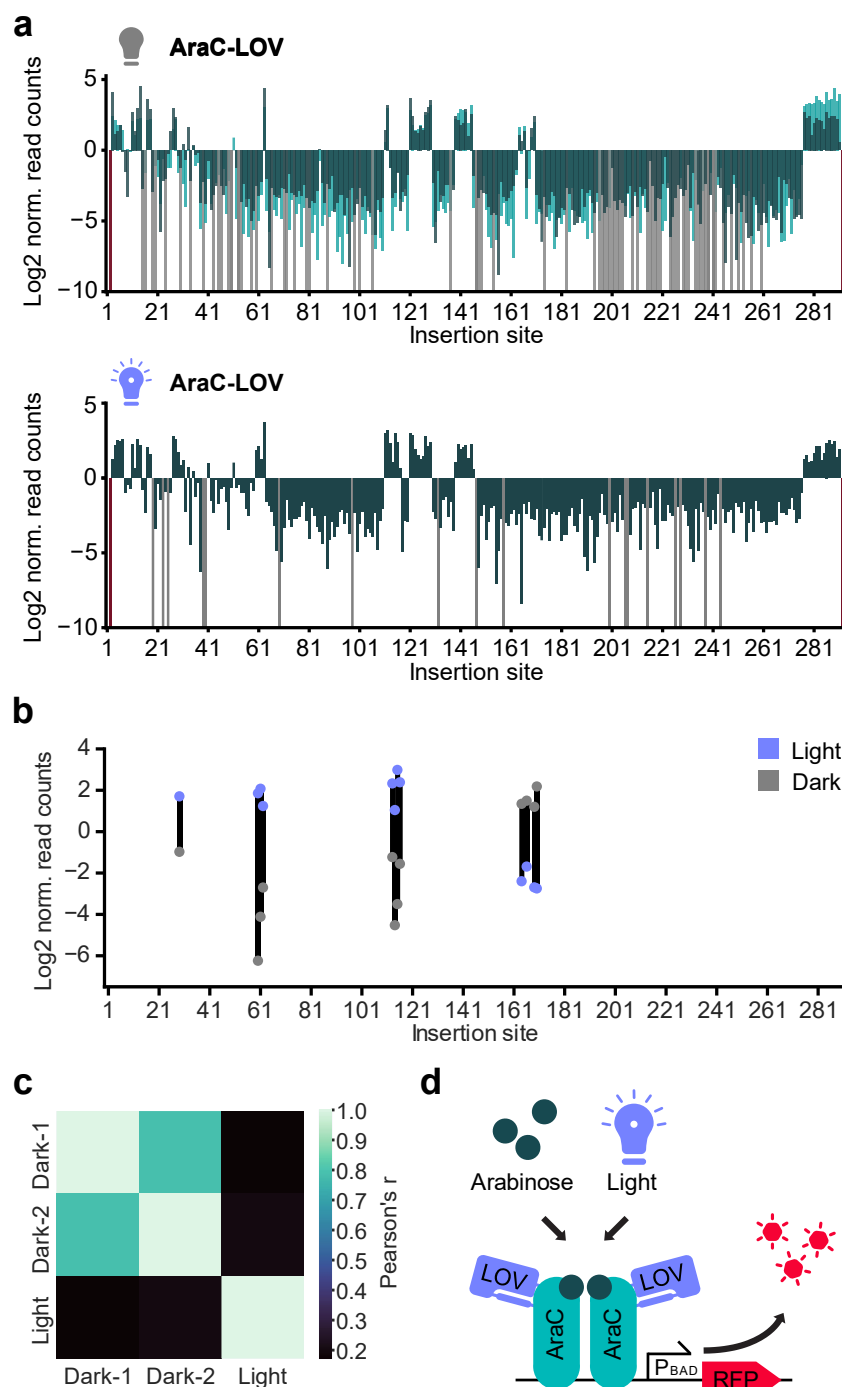 a
AraC-LOV
Log2 norm. read counts
5
0
−5
−10
1 21 41 61 81 101 121 141 161 181 201 221 241 261 281
Insertion site
AraC-LOV
Log2 norm. read counts
5
0
−5
−10
1 21 41 61 81 101 121 141 161 181 201 221 241 261 281
Insertion site
b
Log2 norm. read counts
4
2
0
−2
−4
−6
1 21 41 61 81 101 121 141 161 181 201 221 241 261 281
Insertion site
Light
Dark
c
Dark-1
Dark-2
Light
Dark-1 Dark-2 Light
1.0
0.9
0.8
0.7
0.6
0.5
0.4
0.3
0.2
Pearson's r
d
Arabinose Light
LOV LOV
AraC AraC
PBAD
RFP